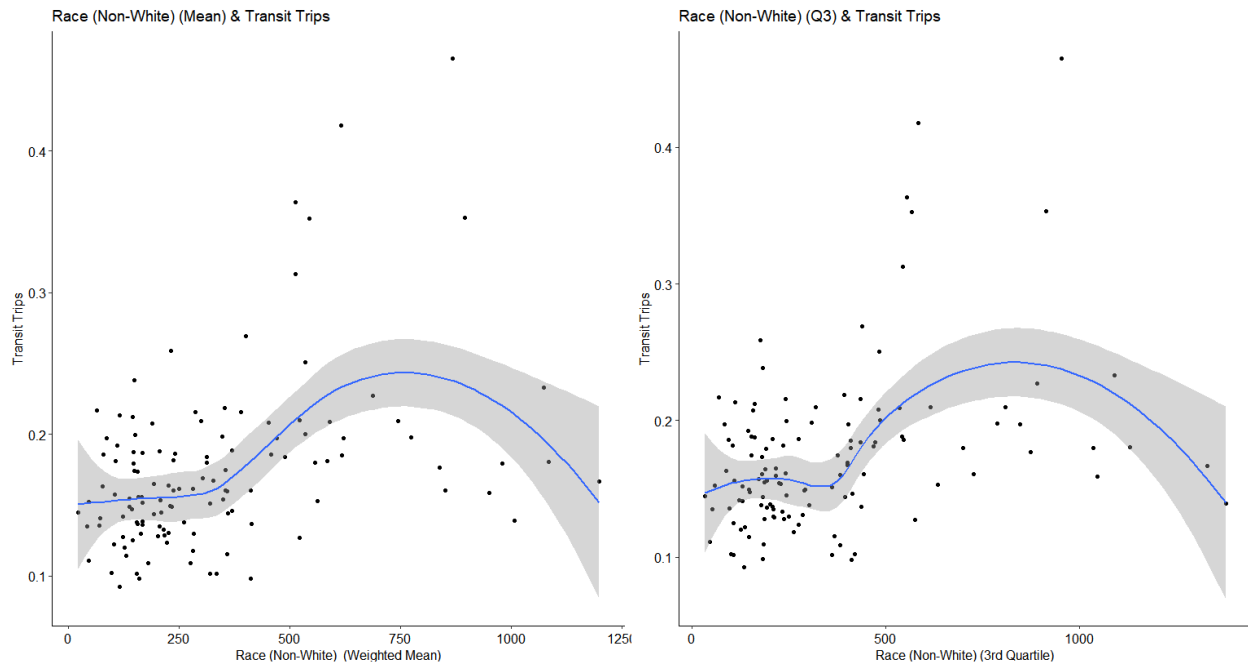 Race (Non-White) (Mean) & Transit Trips
0.4
0.3
0.2
0.1
Transit Trips
0
250
500
750
1000
1250
Race (Non-White)  (Weighted Mean)
Race (Non-White) (Q3) & Transit Trips
0.4
0.3
0.2
0.1
Transit Trips
0
500
1000
Race (Non-White) (3rd Quartile)